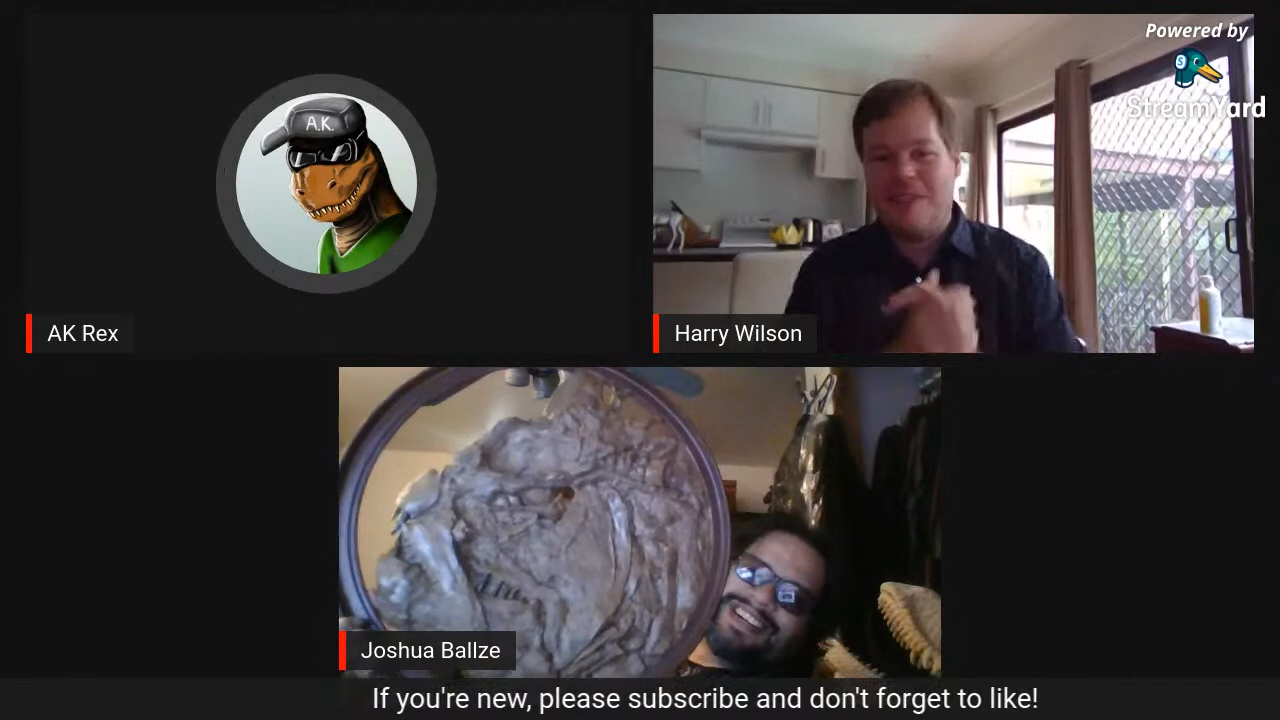 Powered by
StreamYard
A.K.
AK Rex
Harry Wilson
Joshua Ballze
If you're new, please subscribe and don't forget to like!